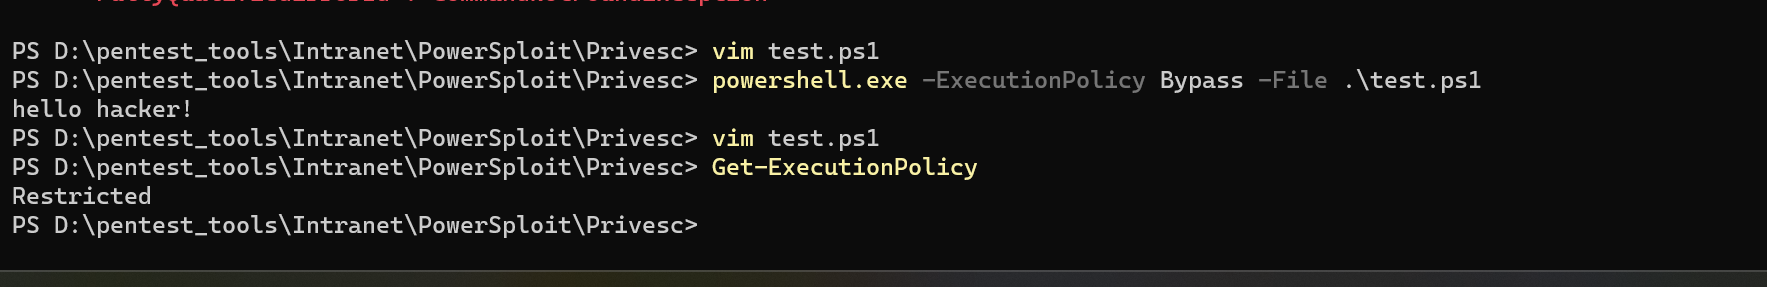 PS D:\pentest_tools\Intranet\PowerSploit\Privesc> vim test.ps1
PS D:\pentest_tools\Intranet\PowerSploit\Privesc> powershell.exe -ExecutionPolicy Bypass -File .\test.ps1
hello hacker!
PS D:\pentest_tools\Intranet\PowerSploit\Privesc> vim test.ps1
PS D:\pentest_tools\Intranet\PowerSploit\Privesc> Get-ExecutionPolicy
Restricted
PS D:\pentest_tools\Intranet\PowerSploit\Privesc>